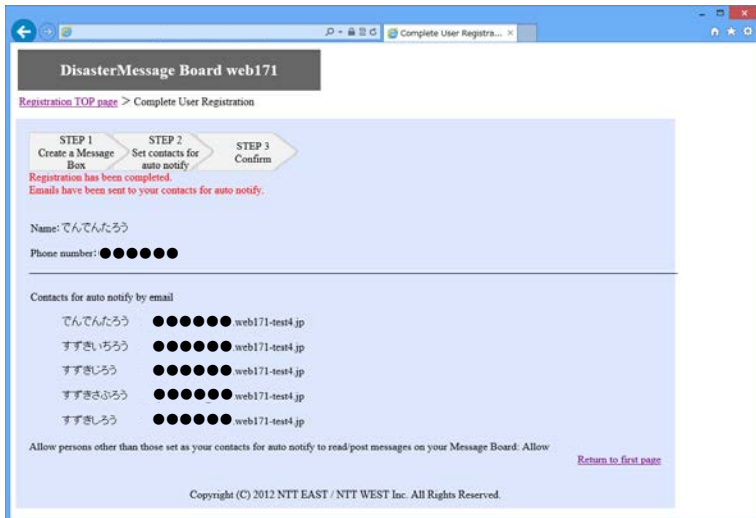 Complete User Registra...
DisasterMessage Board web171
Registration TOP page > Complete User Registration
STEP 1
Create a Message
Box
STEP 2
Set contacts for
auto notify
STEP 3
Confirm
Registration has been completed.
Emails have been sent to your contacts for auto notify.
Name:でんでんたろう
Phone number:●●●●●●
Contacts for auto notify by email
でんでんたろう ●●●●●●.web171-test4.jp
すずきいちろう ●●●●●●.web171-test4.jp
すずきじろう ●●●●●●.web171-test4.jp
すずきさぶろう ●●●●●●.web171-test4.jp
すずきしろう ●●●●●●.web171-test4.jp
Allow persons other than those set as your contacts for auto notify to read/post messages on your Message Board: Allow
Return to first page
Copyright (C) 2012 NTT EAST / NTT WEST Inc. All Rights Reserved.